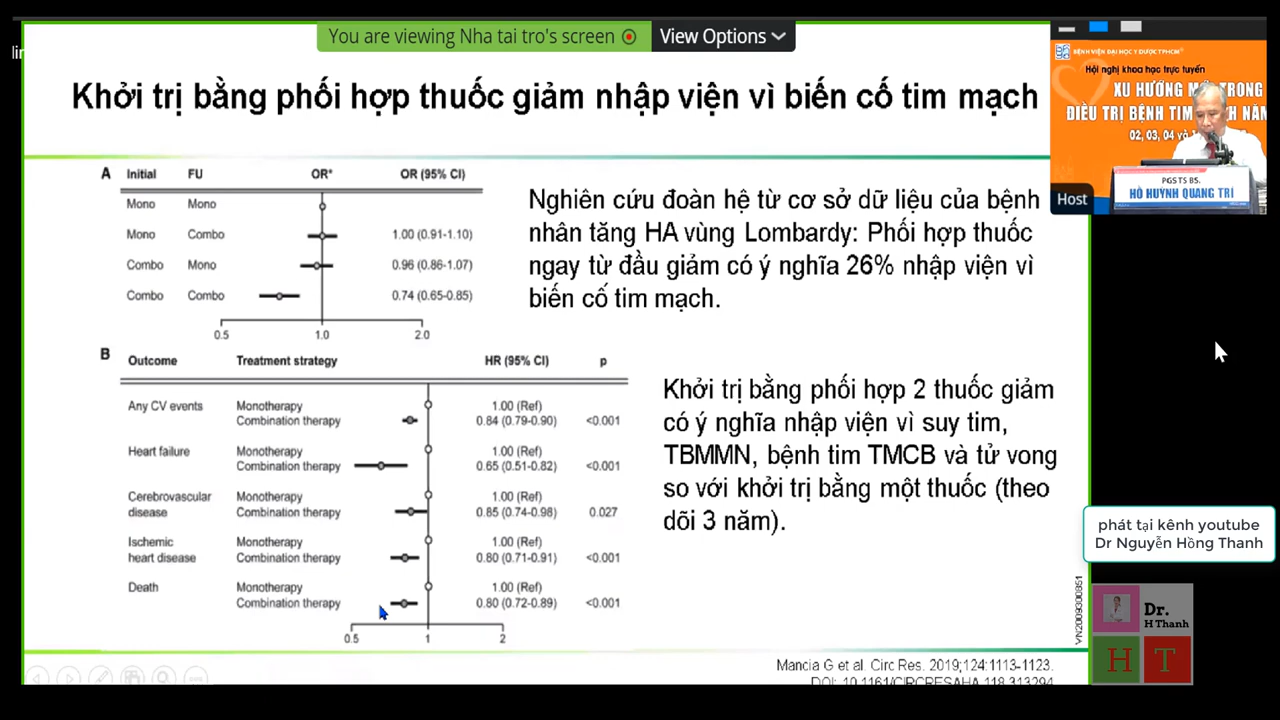 You are viewing Nha tai tro's screen
View Options
Khởi trị bằng phối hợp thuốc giảm nhập viện vì biến cố tim mạch
A Initial FU OR* OR (95% CI)
Mono Mono
Mono Combo 1.00 (0.91-1.10)
Combo Mono 0.96 (0.86-1.07)
Combo Combo 0.74 (0.65-0.85)
0.5 1.0 2.0
Nghiên cứu đoàn hệ từ cơ sở dữ liệu của bệnh
nhân tăng HA vùng Lombardy: Phối hợp thuốc
ngay từ đầu giảm có ý nghĩa 26% nhập viện vì
biến cố tim mạch.
B Outcome Treatment strategy HR (95% CI) p
Any CV events Monotherapy 1.00 (Ref)
Combination therapy 0.84 (0.79-0.90) <0.001
Heart failure Monotherapy 1.00 (Ref)
Combination therapy 0.65 (0.51-0.82) <0.001
Cerebrovascular Monotherapy 1.00 (Ref)
disease Combination therapy 0.85 (0.74-0.98) 0.027
Ischemic Monotherapy 1.00 (Ref)
heart disease Combination therapy 0.80 (0.71-0.91) <0.001
Death Monotherapy 1.00 (Ref)
Combination therapy 0.80 (0.72-0.89) <0.001
0.5 1 2
Khởi trị bằng phối hợp 2 thuốc giảm
có ý nghĩa nhập viện vì suy tim,
TBMMN, bệnh tim TMCB và tử vong
so với khởi trị bằng một thuốc (theo
dõi 3 năm).
VN2009300851
Mancia G et al. Circ Res. 2019;124:1113-1123.
DOI: 10.1161/CIRCRESAHA.118.313294
BỆNH VIỆN ĐẠI HỌC Y DƯỢC TPHCM
Hội nghị khoa học trực tuyến
XU HƯỚNG TRONG
ĐIỀU TRỊ BỆNH TIM NĂM
02, 03, 04
PGS TS BS.
HỒ HUỲNH QUANG TRÍ
Host
phát tại kênh youtube
Dr Nguyễn Hồng Thanh
Dr.
H Thanh
H T